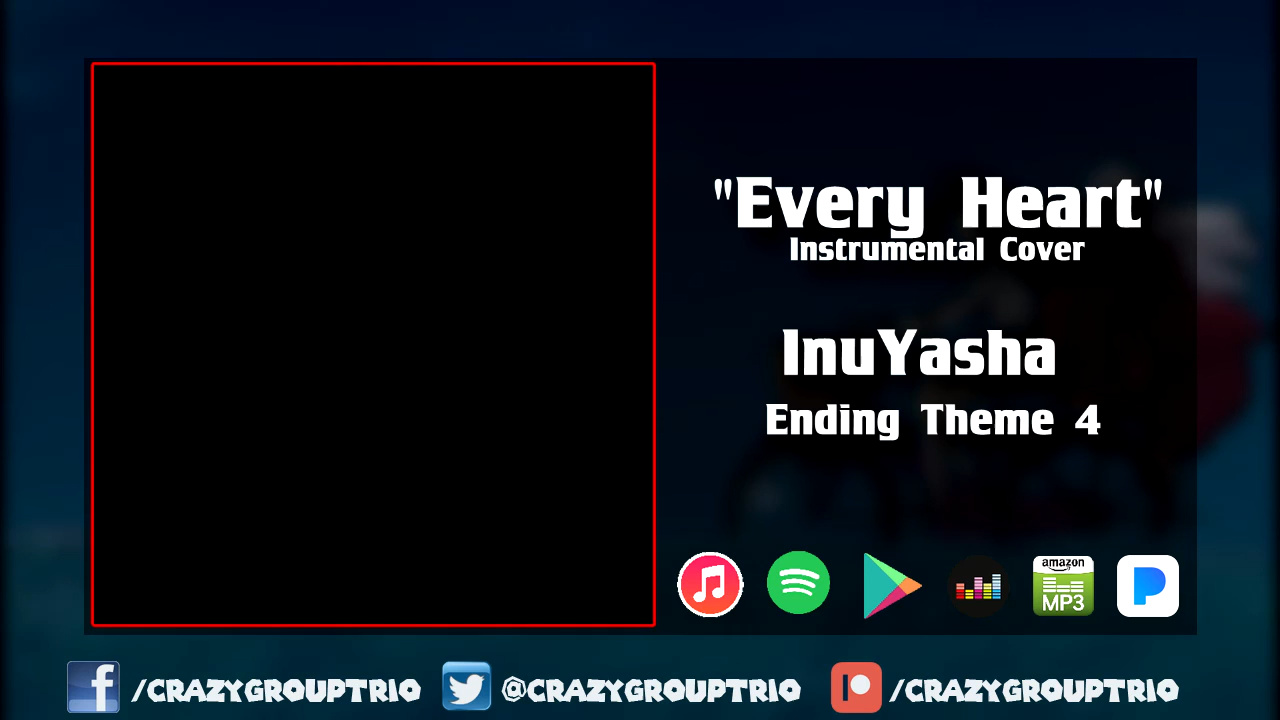 "Every Heart"
Instrumental Cover
InuYasha
Ending Theme 4
amazon
MP3
/CRAZYGROUPTRIO
@CRAZYGROUPTRIO
/CRAZYGROUPTRIO